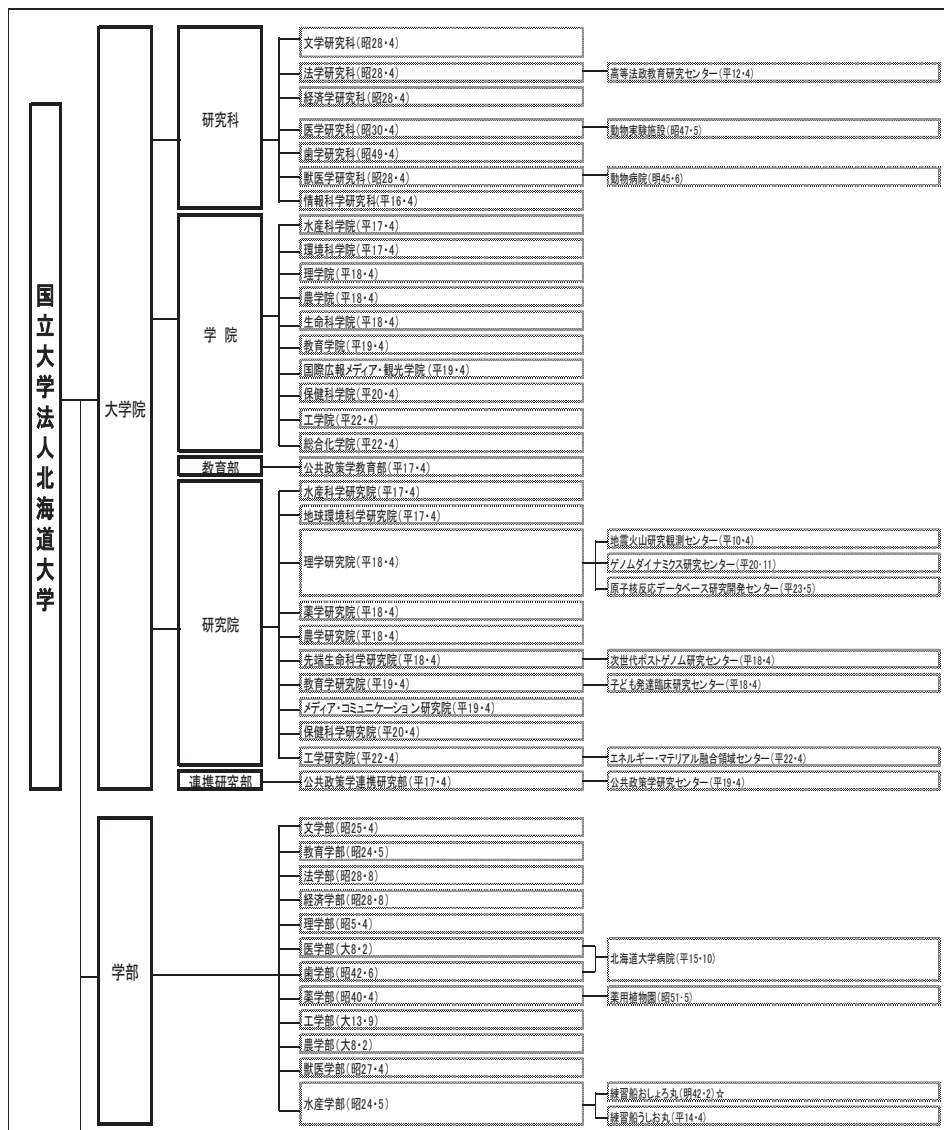 国立大学法人北海道大学
大学院
研究科
文学研究科(昭28・4)
法学研究科(昭28・4)
高等法政教育研究センター(平12・4)
経済学研究科(昭28・4)
医学研究科(昭30・4)
動物実験施設(昭47・5)
歯学研究科(昭49・4)
獣医学研究科(昭28・4)
動物病院(明45・6)
情報科学研究科(平16・4)
学 院
水産科学院(平17・4)
環境科学院(平17・4)
理学院(平18・4)
農学院(平18・4)
生命科学院(平18・4)
教育学院(平19・4)
国際広報メディア・観光学院(平19・4)
保健科学院(平20・4)
工学院(平22・4)
総合化学院(平22・4)
教育部
公共政策学教育部(平17・4)
研究院
水産科学研究院(平17・4)
地球環境科学研究院(平17・4)
理学研究院(平18・4)
地震火山研究観測センター(平10・4)
ゲノムダイナミクス研究センター(平20・11)
原子核反応データベース研究開発センター(平23・5)
薬学研究院(平18・4)
農学研究院(平18・4)
先端生命科学研究院(平18・4)
次世代ポストゲノム研究センター(平18・4)
教育学研究院(平19・4)
子ども発達臨床研究センター(平18・4)
メディア・コミュニケーション研究院(平19・4)
保健科学研究院(平20・4)
工学研究院(平22・4)
エネルギー・マテリアル融合領域センター(平22・4)
連携研究部
公共政策学連携研究部(平17・4)
公共政策学研究センター(平19・4)
学部
文学部(昭25・4)
教育学部(昭24・5)
法学部(昭28・8)
経済学部(昭28・8)
理学部(昭5・4)
医学部(大8・2)
北海道大学病院(平15・10)
歯学部(昭42・6)
薬学部(昭40・4)
薬用植物園(昭51・5)
工学部(大13・9)
農学部(大8・2)
獣医学部(昭27・4)
水産学部(昭24・5)
練習船おしょろ丸(明42・2)☆
練習船うしお丸(平14・4)